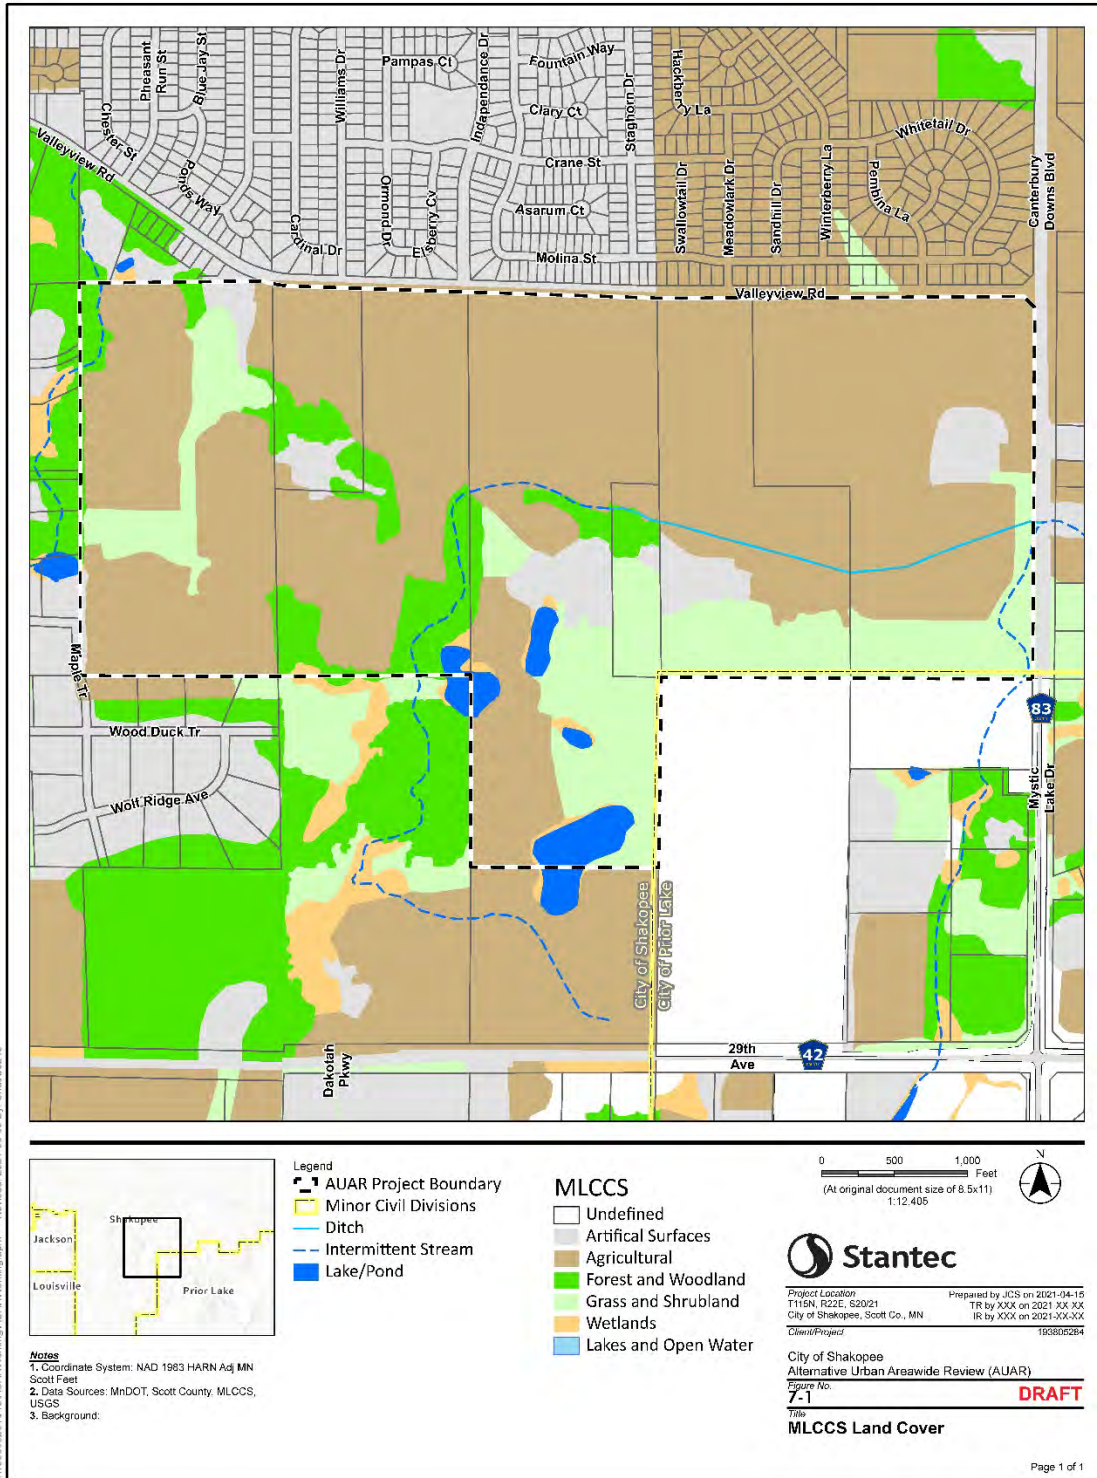 Pheasant
Run St
Blue Jay St
Chester St
Valleyview Rd
Ponds Way
Williams Dr
Cardinal Dr
Pampas Ct
Ormond Dr
Elsberry Cv
Independance Dr
Fountain Way
Clary Ct
Crane St
Asarum Ct
Molina St
Staghorn Dr
Hackberry La
Swallowtail Dr
Meadowlark Dr
Sandhill Dr
Winterberry La
Pembina La
Whitetail Dr
Canterbury
Downs Blvd
Valleyview Rd
Maple Tr
Wood Duck Tr
Wolf Ridge Ave
83
Mystic
Lake Dr
City of Shakopee
City of Prior Lake
29th
Ave
42
Dakotah
Pkwy
Shakopee
Jackson
Louisville
Prior Lake
Notes
1. Coordinate System: NAD 1983 HARN Adj MN
Scott Feet
2. Data Sources: MnDOT, Scott County, MLCCS,
USGS
3. Background:
Legend
AUAR Project Boundary
Minor Civil Divisions
Ditch
Intermittent Stream
Lake/Pond
MLCCS
Undefined
Artifical Surfaces
Agricultural
Forest and Woodland
Grass and Shrubland
Wetlands
Lakes and Open Water
0 500 1,000
Feet
(At original document size of 8.5x11)
1:12,405
N
Stantec
Project Location
T115N, R22E, S20/21
City of Shakopee, Scott Co., MN
Prepared by JCS on 2021-04-15
TR by XXX on 2021-XX-XX
IR by XXX on 2021-XX-XX
Client/Project
193805284
City of Shakopee
Alternative Urban Areawide Review (AUAR)
Figure No.
7-1
DRAFT
Title
MLCCS Land Cover
Page 1 of 1